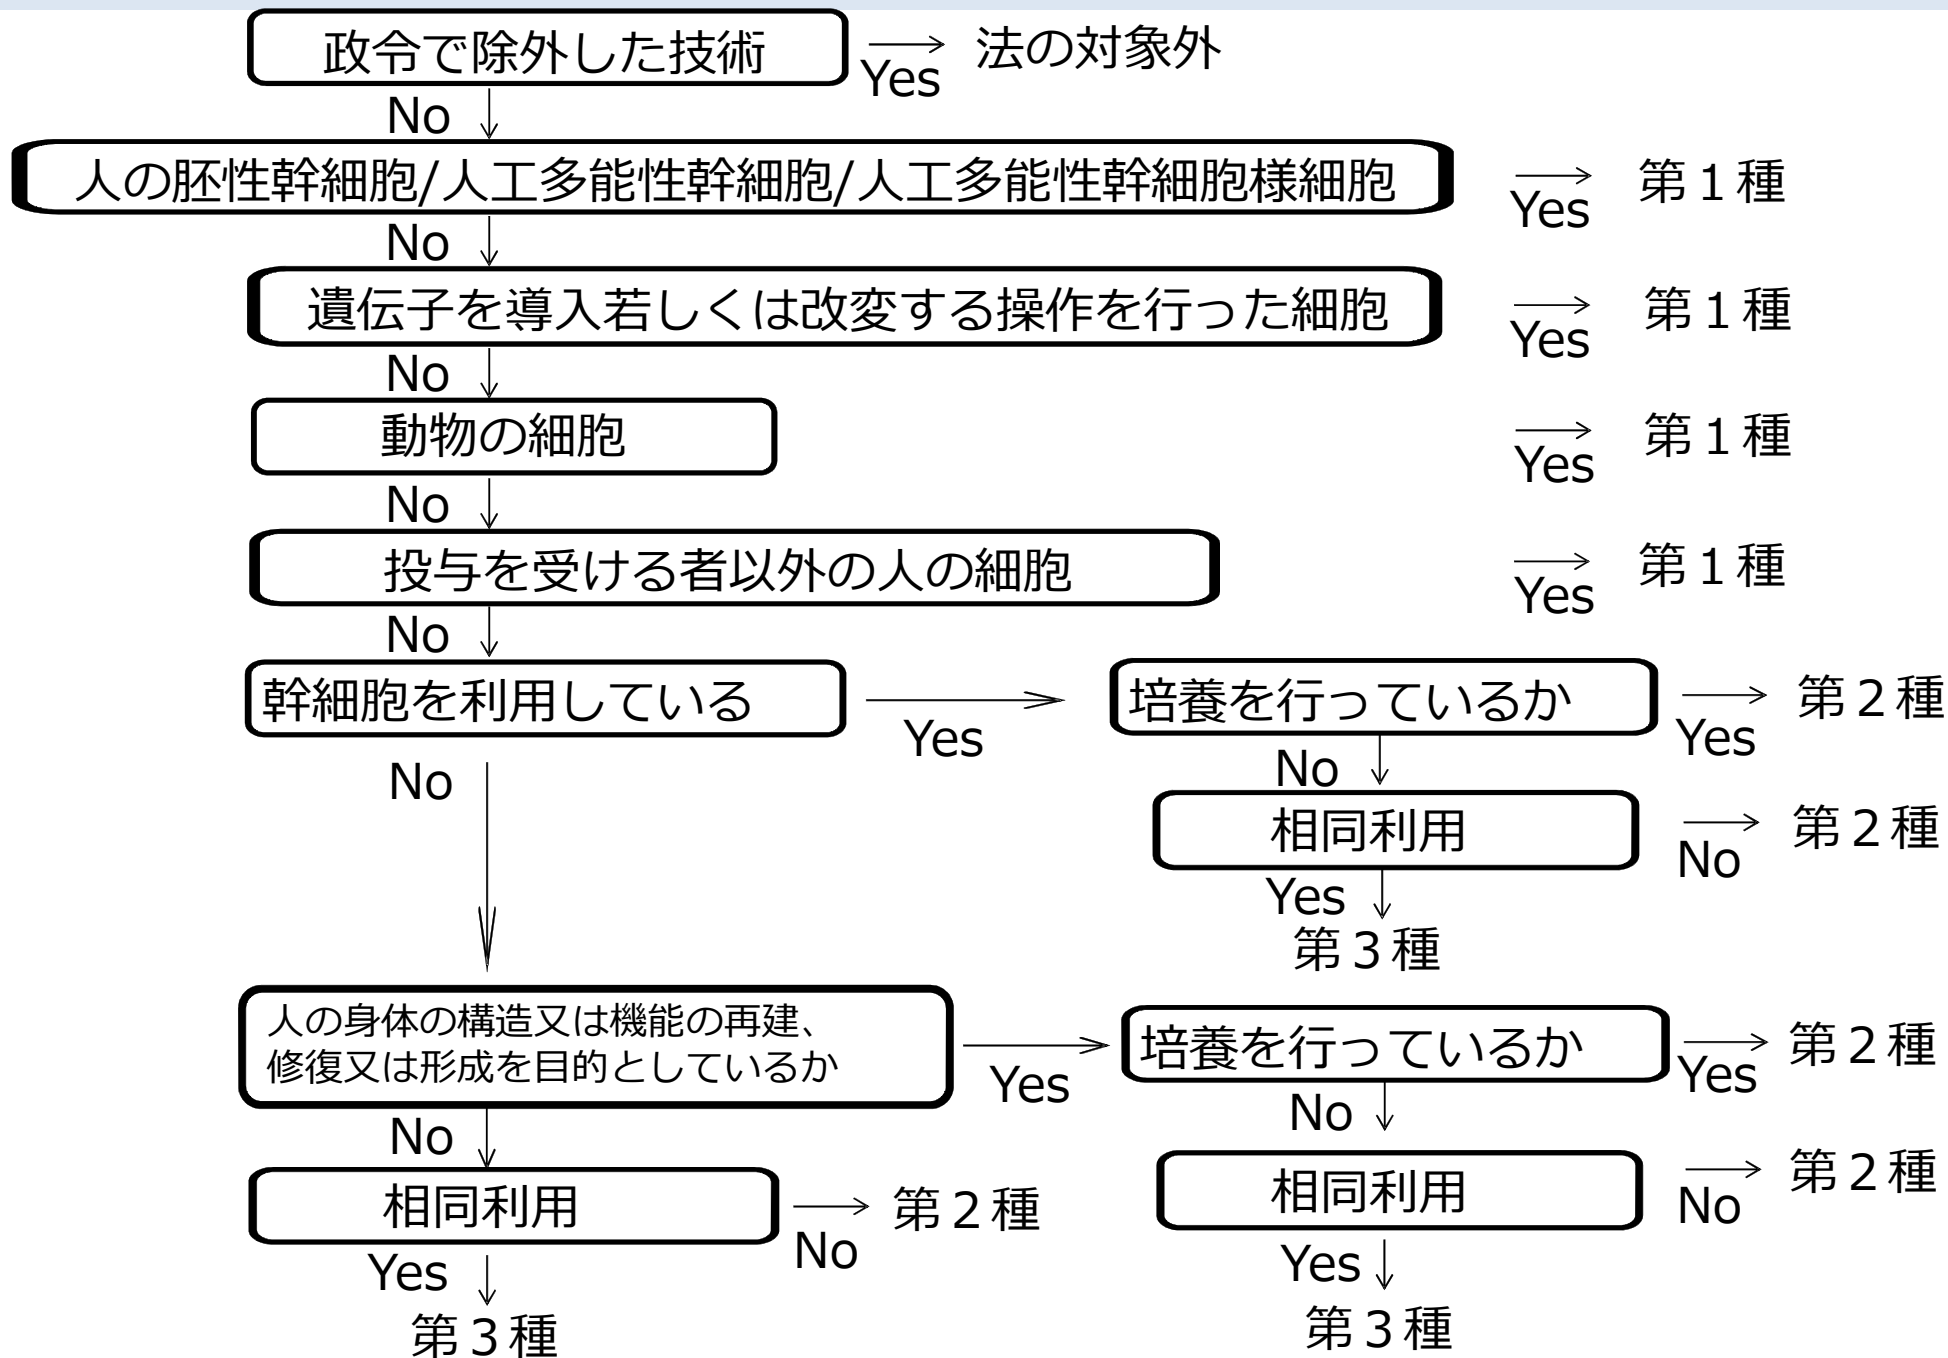 政令で除外した技術
Yes
法の対象外
No
人の胚性幹細胞/人工多能性幹細胞/人工多能性幹細胞様細胞
Yes
第１種
No
遺伝子を導入若しくは改変する操作を行った細胞
Yes
第１種
No
動物の細胞
Yes
第１種
No
投与を受ける者以外の人の細胞
Yes
第１種
No
幹細胞を利用している
Yes
培養を行っているか
Yes
第２種
No
No
相同利用
No
第２種
Yes
第３種
人の身体の構造又は機能の再建、
修復又は形成を目的としているか
Yes
培養を行っているか
Yes
第２種
No
No
相同利用
No
第２種
Yes
第３種
相同利用
No
第２種
Yes
第３種